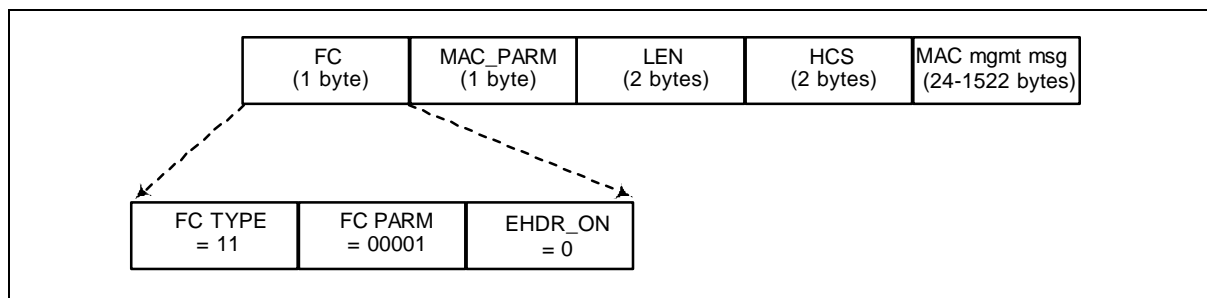 FC
(1 byte)
MAC_PARM
(1 byte)
LEN
(2 bytes)
HCS
(2 bytes)
MAC mgmt msg
(24-1522 bytes)
FC TYPE
= 11
FC PARM
= 00001
EHDR_ON
= 0